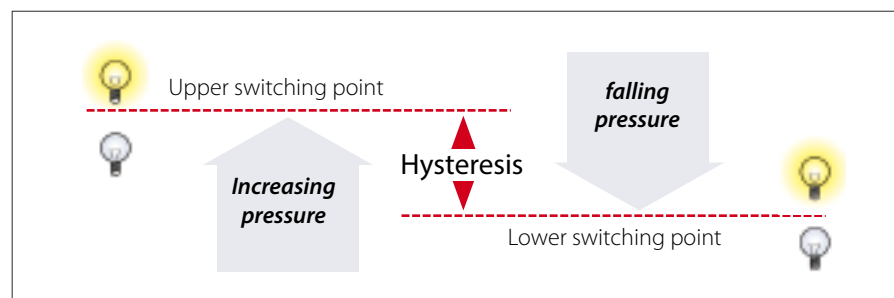 Upper switching point
falling
pressure
Hysteresis
Increasing
pressure
Lower switching point